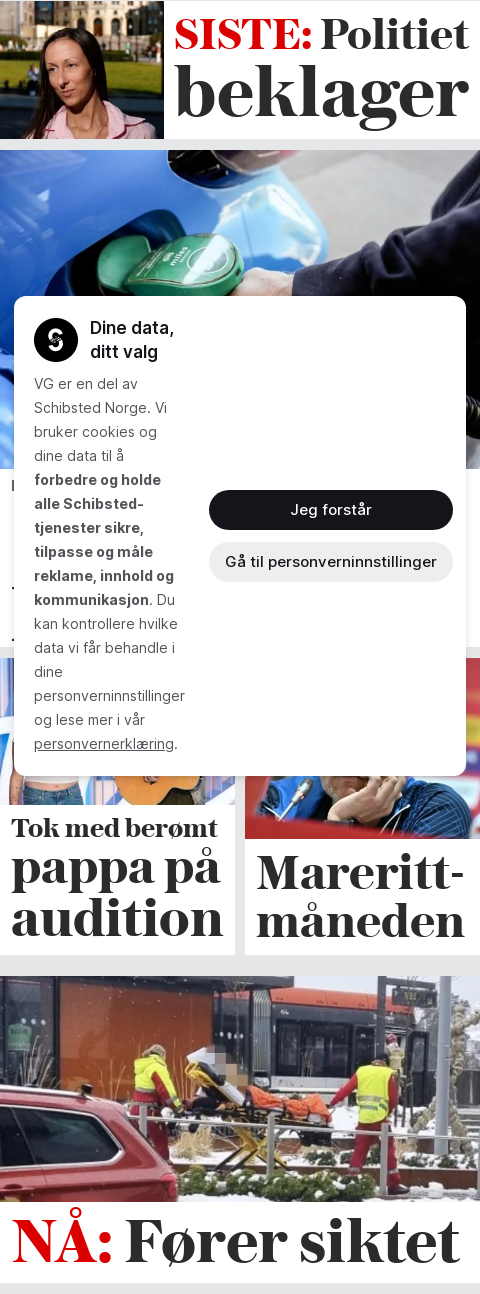 SISTE: Politiet
beklager
miles
Dine data,
ditt valg
VG er en del av
Schibsted Norge. Vi
bruker cookies og
dine data til å
forbedre og holde
alle Schibsted-
tjenester sikre,
tilpasse og måle
reklame, innhold og
kommunikasjon. Du
kan kontrollere hvilke
data vi får behandle i
dine
personverninnstillinger
og lese mer i vår
personvernerklæring.
Jeg forstår
Gå til personverninnstillinger
Tok med berømt
pappa på
audition
Mareritt-
måneden
NÅ: Fører siktet